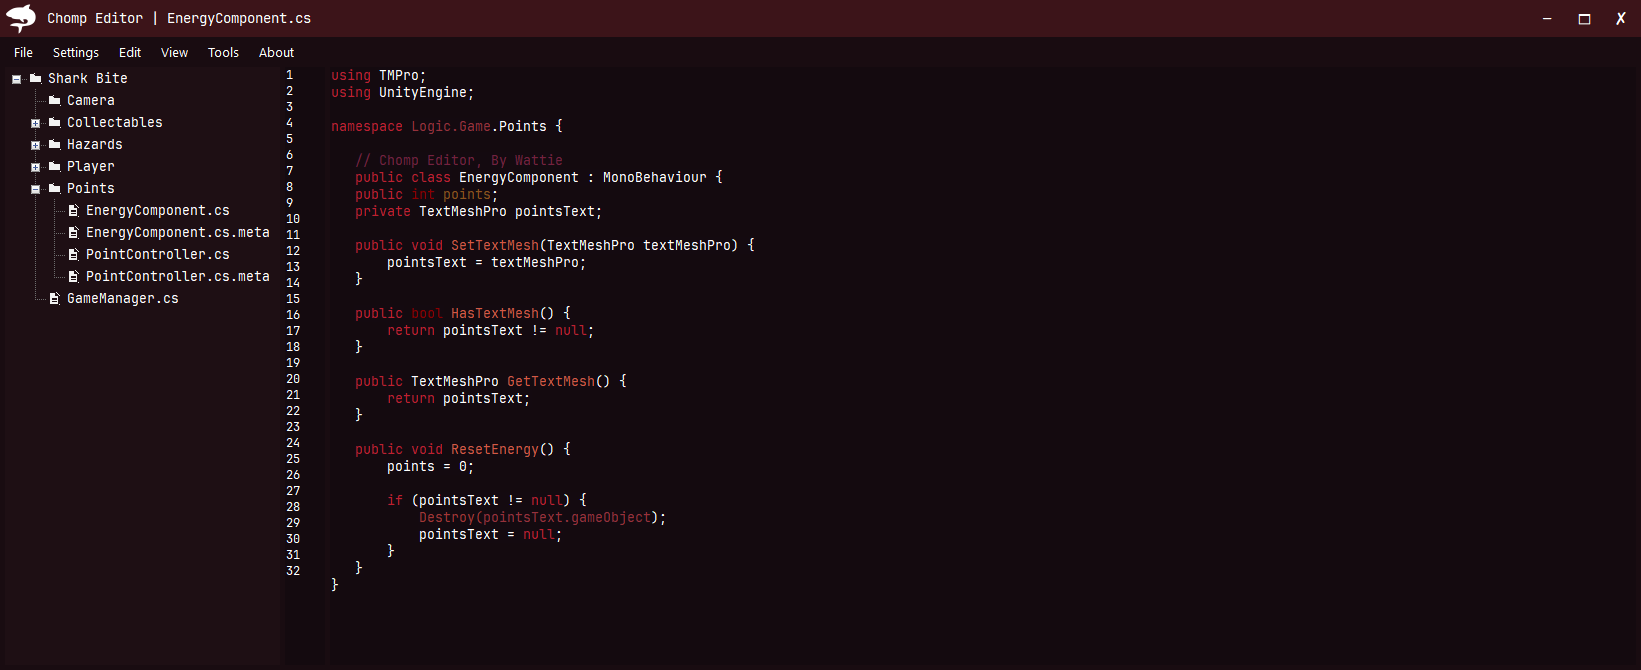 Chomp Editor | EnergyComponent.cs
File Settings Edit View Tools About
Shark Bite
Camera
Collectables
Hazards
Player
Points
EnergyComponent.cs
EnergyComponent.cs.meta
PointController.cs
PointController.cs.meta
GameManager.cs
1
2
3
4
5
6
7
8
9
10
11
12
13
14
15
16
17
18
19
20
21
22
23
24
25
26
27
28
29
30
31
32
using TMPro;
using UnityEngine;
namespace Logic.Game.Points {
// Chomp Editor, By Wattie
public class EnergyComponent : MonoBehaviour {
public int points;
private TextMeshPro pointsText;
public void SetTextMesh(TextMeshPro textMeshPro) {
pointsText = textMeshPro;
}
public bool HasTextMesh() {
return pointsText != null;
}
public TextMeshPro GetTextMesh() {
return pointsText;
}
public void ResetEnergy() {
points = 0;
if (pointsText != null) {
Destroy(pointsText.gameObject);
pointsText = null;
}
}
}